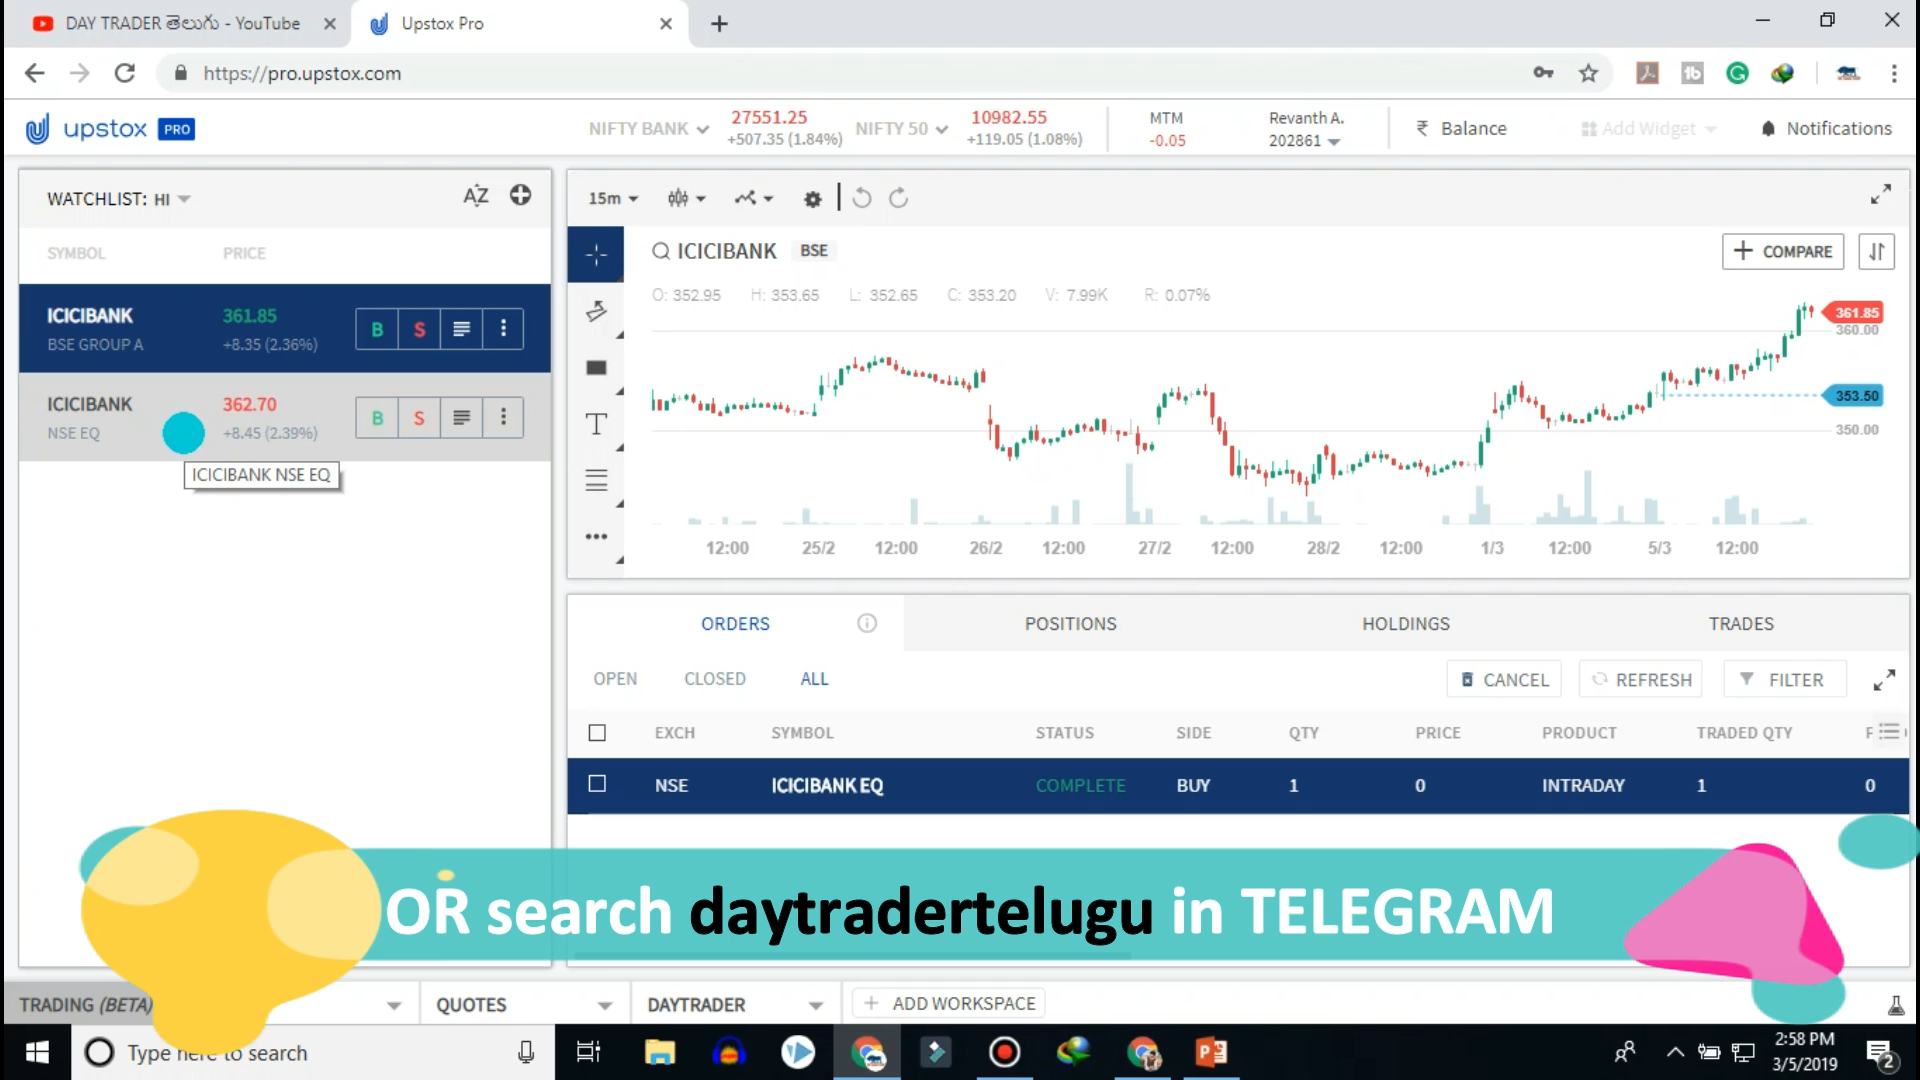 DAY TRADER తెలుగు - YouTube
Upstox Pro
https://pro.upstox.com
upstox PRO
NIFTY BANK
27551.25
+507.35 (1.84%)
NIFTY 50
10982.55
+119.05 (1.08%)
MTM
-0.05
Revanth A.
202861
₹ Balance
Add Widget
Notifications
WATCHLIST: HI
AZ
SYMBOL PRICE
ICICIBANK 361.85
BSE GROUP A +8.35 (2.36%)
B S
ICICIBANK 362.70
NSE EQ +8.45 (2.39%)
B S
ICICIBANK NSE EQ
15m
ICICIBANK BSE
+ COMPARE
O: 352.95 H: 353.65 L: 352.65 C: 353.20 V: 7.99K R: 0.07%
T
361.85
360.00
353.50
350.00
12:00 25/2 12:00 26/2 12:00 27/2 12:00 28/2 12:00 1/3 12:00 5/3 12:00
ORDERS POSITIONS HOLDINGS TRADES
OPEN CLOSED ALL
CANCEL REFRESH FILTER
EXCH SYMBOL STATUS SIDE QTY PRICE PRODUCT TRADED QTY
NSE ICICIBANK EQ COMPLETE BUY 1 0 INTRADAY 1 0
OR search daytradertelugu in TELEGRAM
TRADING (BETA)
QUOTES
DAYTRADER
+ ADD WORKSPACE
Type here to search
2:58 PM
3/5/2019
2